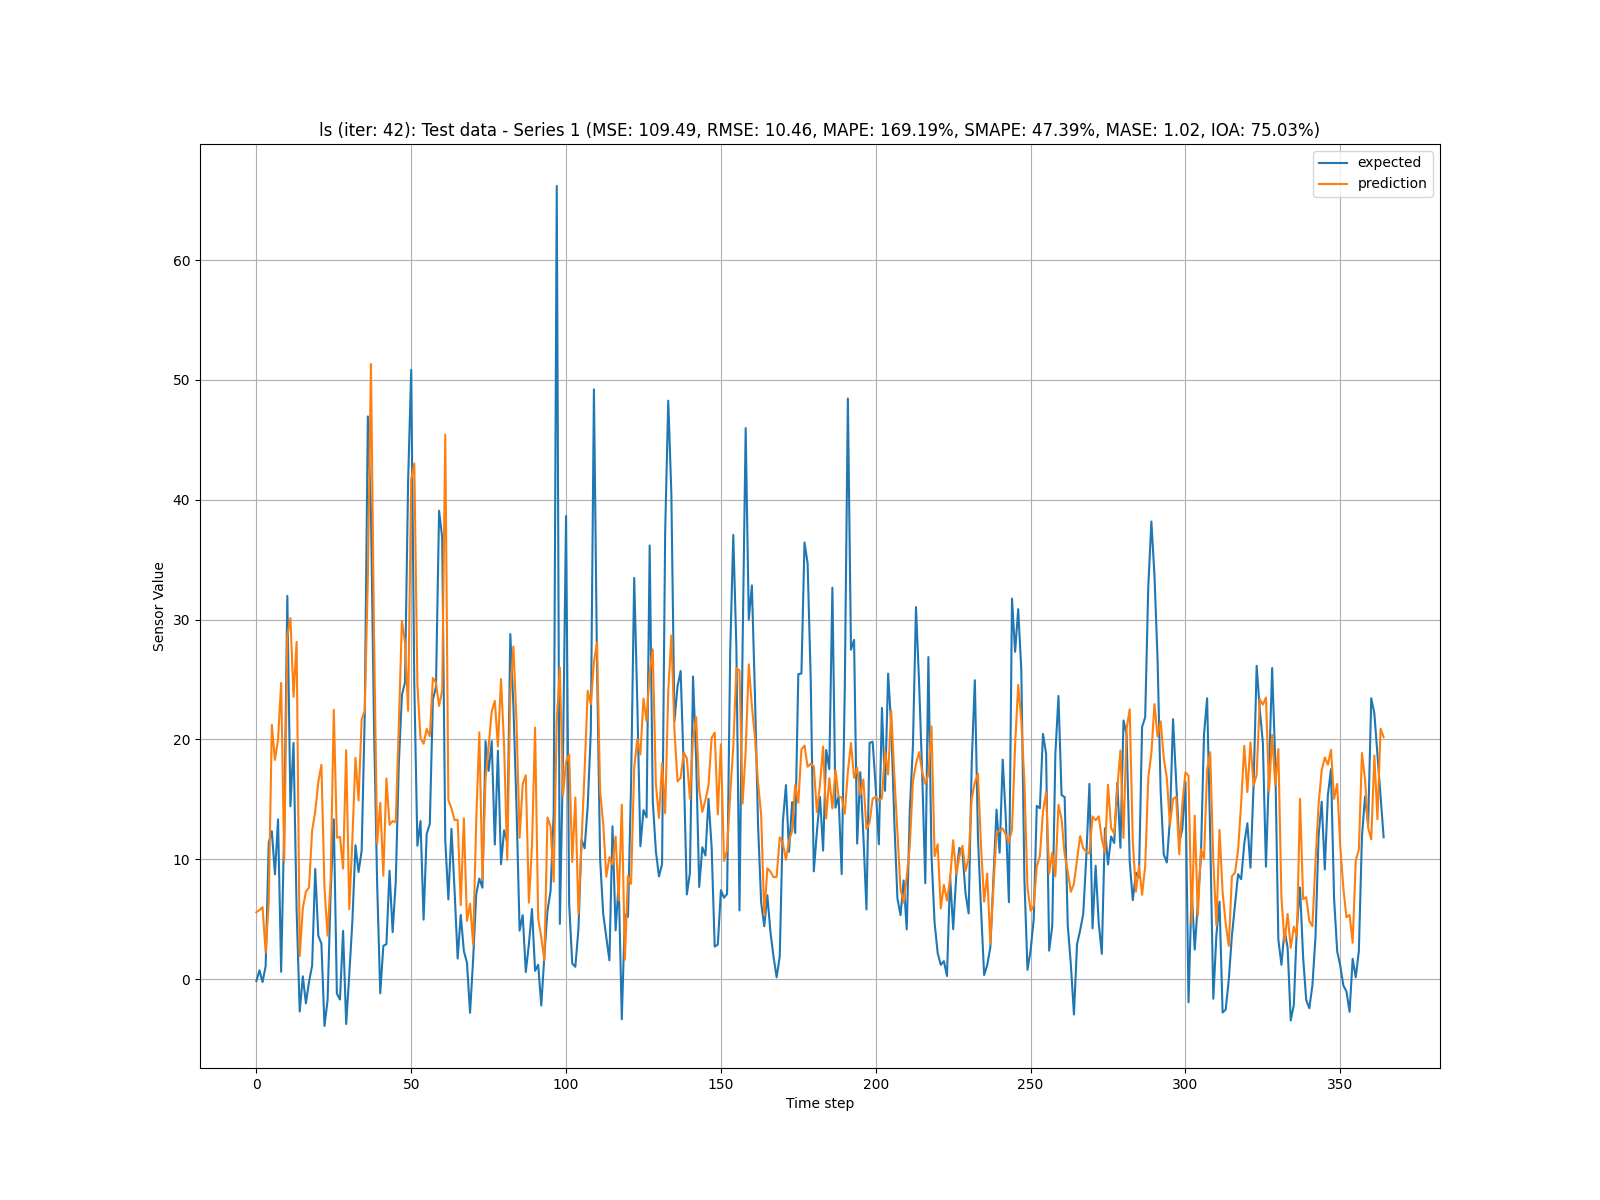 ls (iter: 42): Test data - Series 1 (MSE: 109.49, RMSE: 10.46, MAPE: 169.19%, SMAPE: 47.39%, MASE: 1.02, IOA: 75.03%)
expected
prediction
60
50
40
30
20
10
0
Sensor Value
0 50 100 150 200 250 300 350
Time step